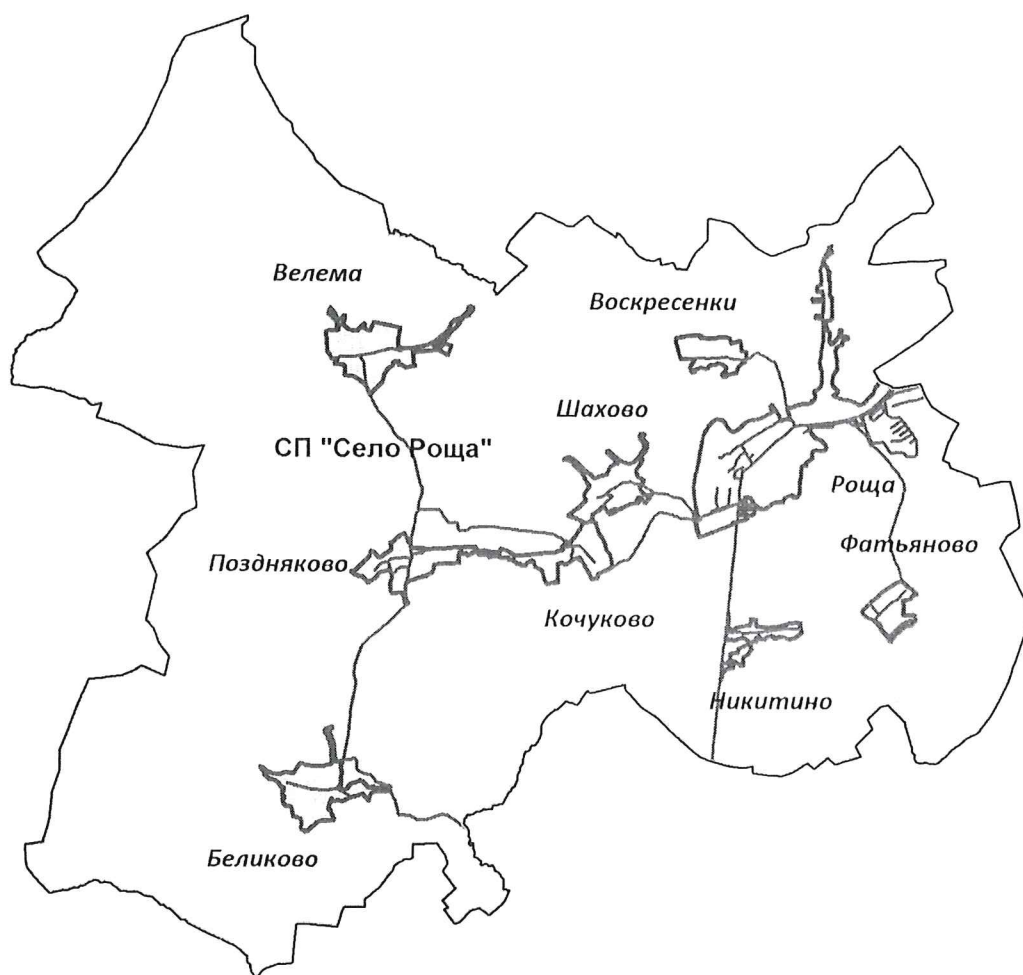 Велема
Воскресенки
Шахово
СП "Село Роща"
Роща
Фатьяново
Поздняково
Кочуково
Никитино
Беликово